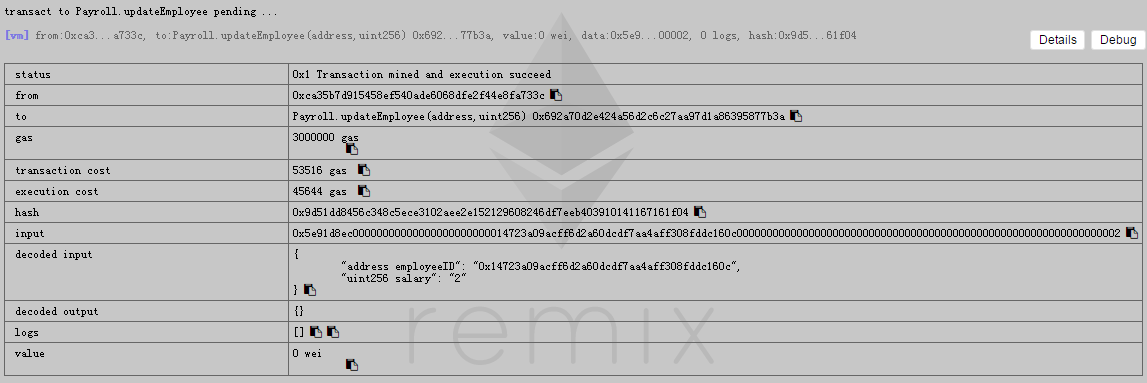 transact to Payroll.updateEmployee pending ...
[vm] from:0xca3...a733c, to:Payroll.updateEmployee(address,uint256) 0x692...77b3a, value:0 wei, data:0x5e9...00002, 0 logs, hash:0x9d5...61f04
Details Debug
status 0x1 Transaction mined and execution succeed
from 0xca35b7d915458ef540ade6068dfe2f44e8fa733c
to Payroll.updateEmployee(address,uint256) 0x692a70d2e424a56d2c6c27aa97d1a86395877b3a
gas 3000000 gas
transaction cost 53516 gas
execution cost 45644 gas
hash 0x9d51dd8456c348c5ece3102aee2e152129608246df7eeb403910141167161f04
input 0x5e91d8ec00000000000000000000000014723a09acff6d2a60dcdf7aa4aff308fddc160c0000000000000000000000000000000000000000000000000000000000000002
decoded input {
"address employeeID": "0x14723a09acff6d2a60dcdf7aa4aff308fddc160c",
"uint256 salary": "2"
}
decoded output {}
logs []
value 0 wei
remix